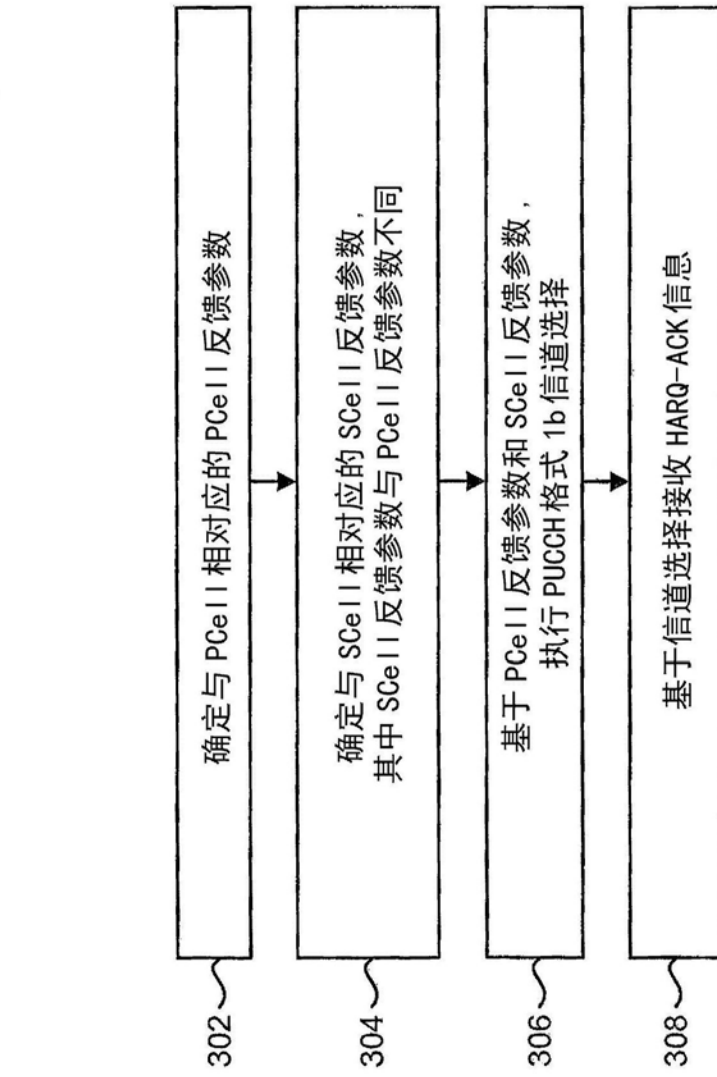 302
确定与 PCell 相对应的 PCell 反馈参数
304
确定与 SCell 相对应的 SCell 反馈参数，
其中 SCell 反馈参数与 PCell 反馈参数不同
306
基于 PCell 反馈参数和 SCell 反馈参数，
执行 PUCCH 格式 1b 信道选择
308
基于信道选择接收 HARQ-ACK 信息